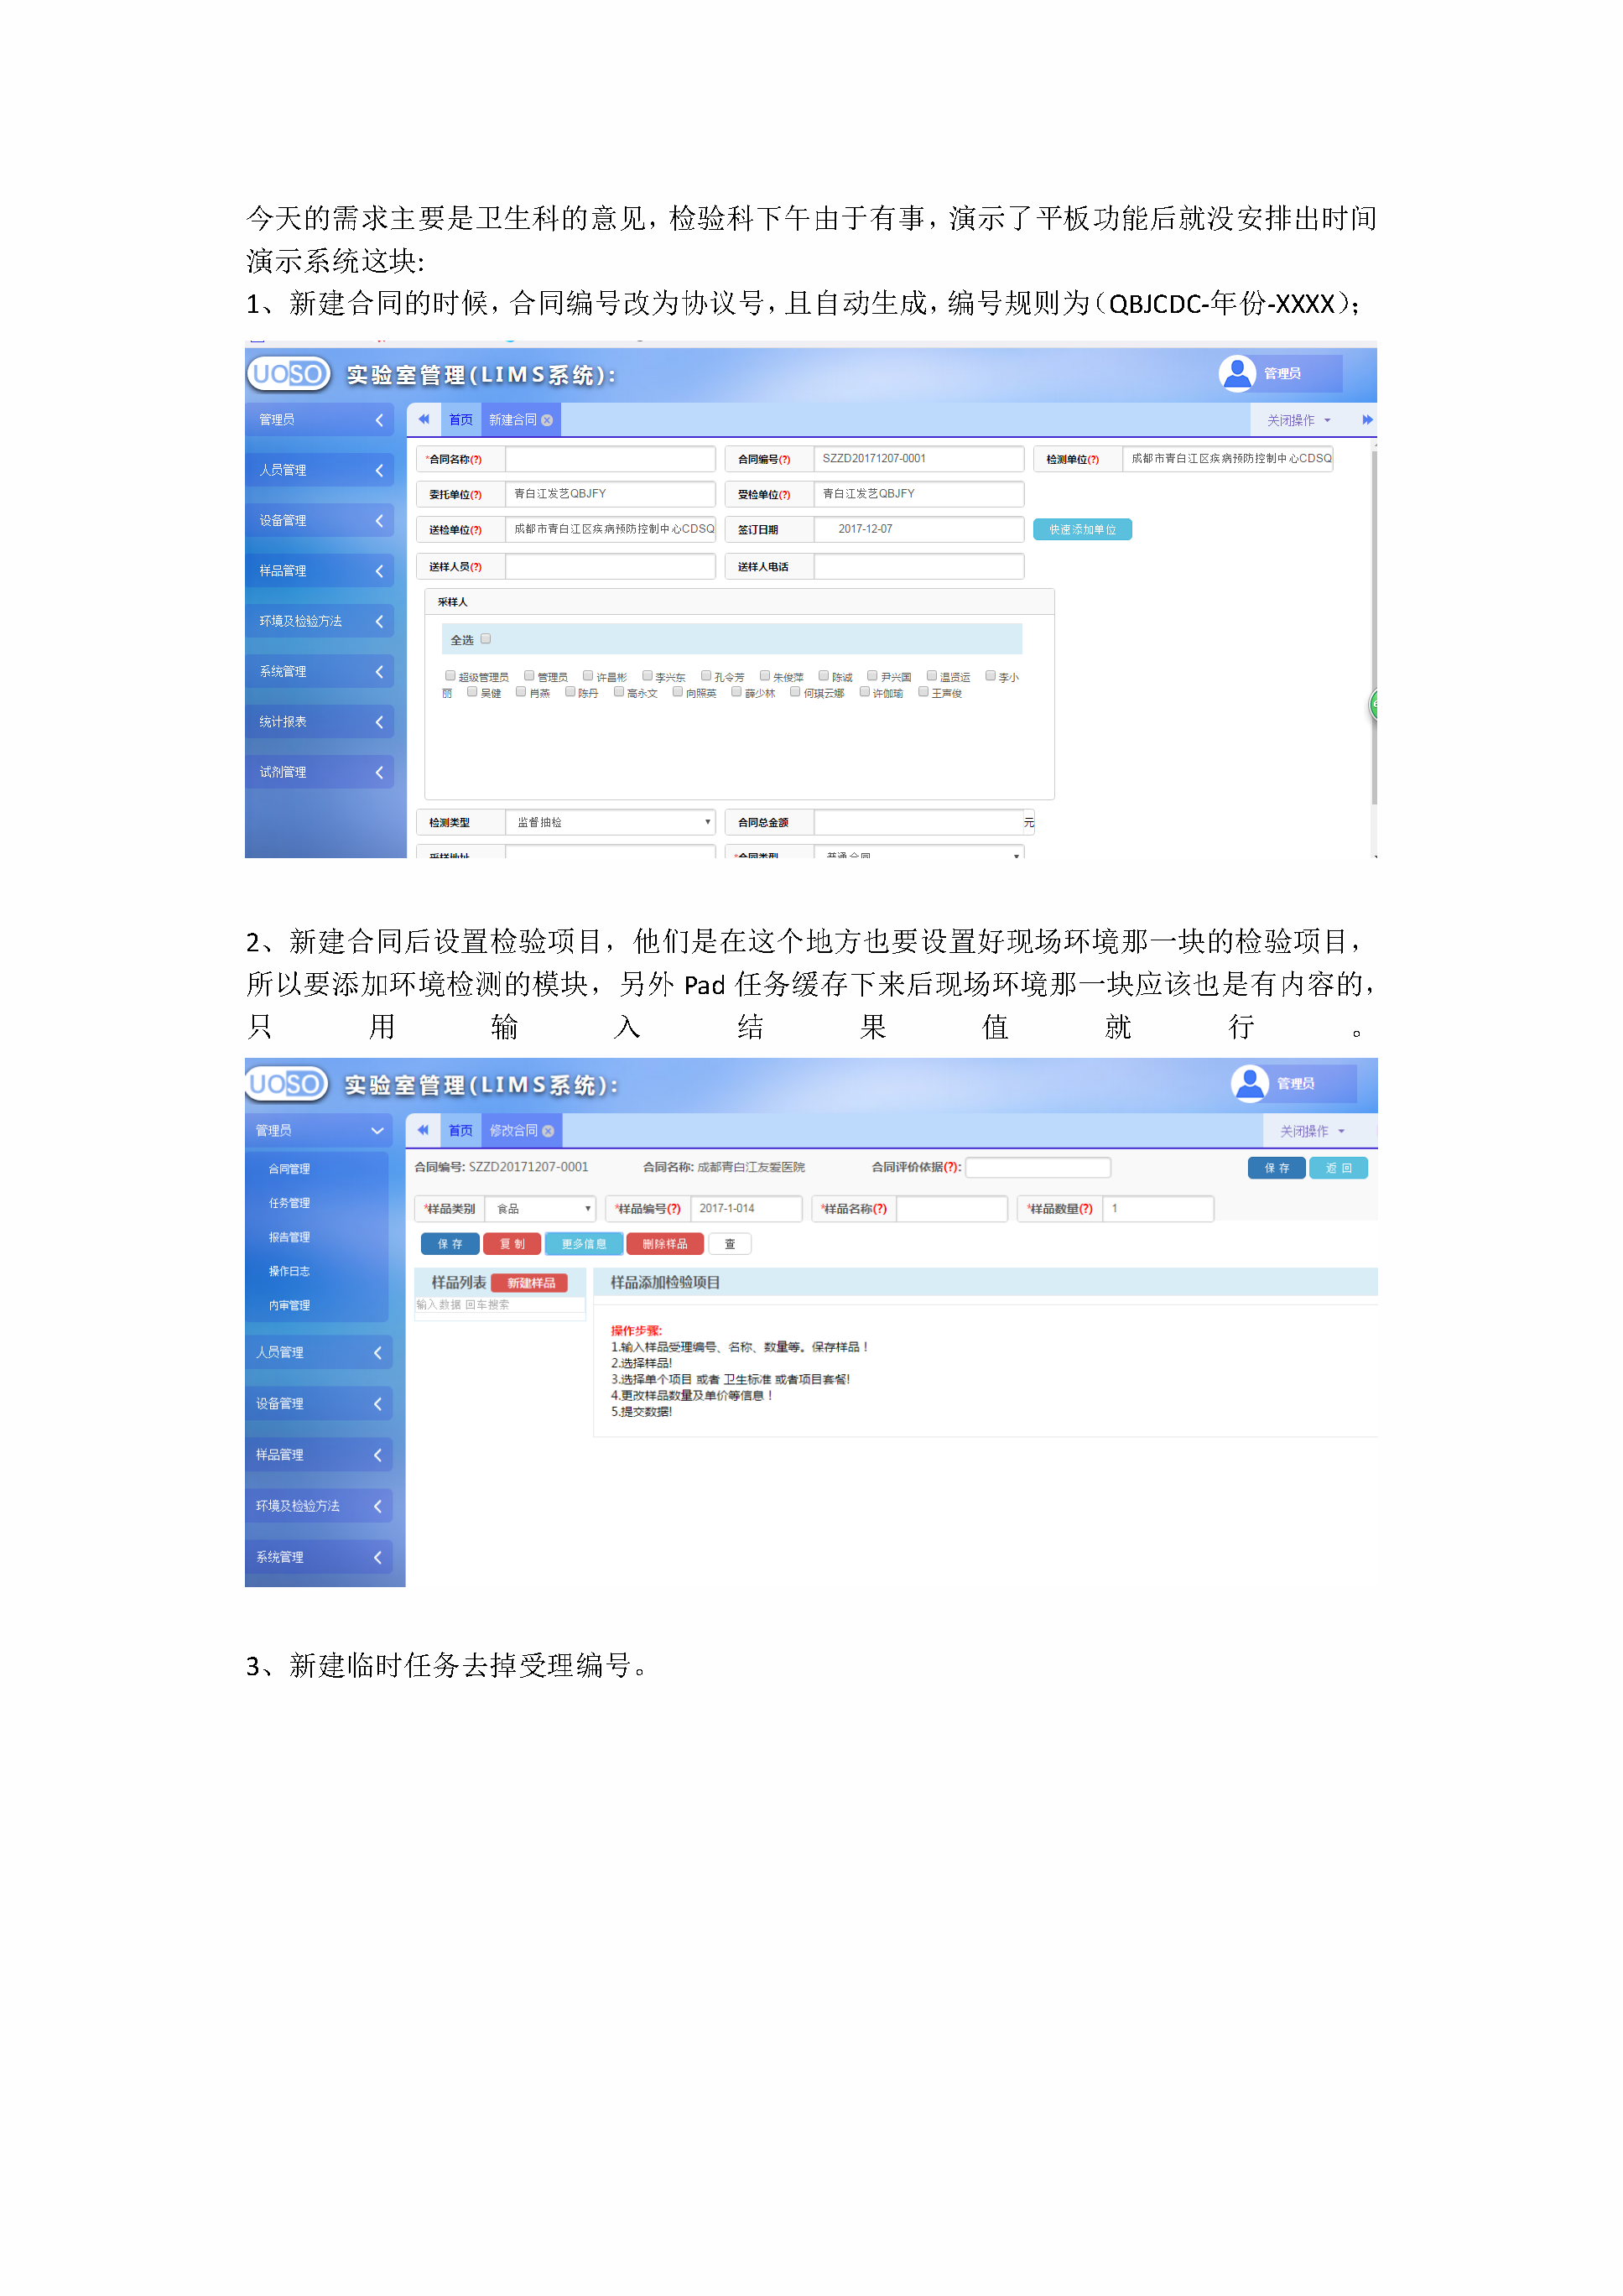 今天的需求主要是卫生科的意见，检验科下午由于有事，演示了平板功能后就没安排出时间
演示系统这块：
1、新建合同的时候，合同编号改为协议号，且自动生成，编号规则为（QBJCDC-年份-XXXX）；
UOSO 实验室管理(LIMS系统): 管理员
管理员 首页 新建合同 关闭操作
*合同名称(?) 合同编号(?) SZZD20171207-0001 检测单位(?) 成都市青白江区疾病预防控制中心CDSQ
人员管理
委托单位(?) 青白江发艺QBJFY 受检单位(?) 青白江发艺QBJFY
设备管理
送检单位(?) 成都市青白江区疾病预防控制中心CDSQ 签订日期 2017-12-07 快速添加单位
样品管理
送样人员(?) 送样人电话
采样人
环境及检验方法
全选
系统管理
超级管理员 管理员 许昌彬 李兴东 孔令芳 朱俊萍 陈诚 尹兴国 温贤运 李小
丽 吴健 肖燕 陈丹 高永文 向照英 薛少林 何琪云娜 许伽瑜 王声俊
统计报表
试剂管理
检测类型 监督抽检 合同总金额 元
采样地址 *合同类型 普通合同
2、新建合同后设置检验项目，他们是在这个地方也要设置好现场环境那一块的检验项目，
所以要添加环境检测的模块，另外 Pad 任务缓存下来后现场环境那一块应该也是有内容的，
只用输入结果值就行。
UOSO 实验室管理(LIMS系统): 管理员
管理员 首页 修改合同 关闭操作
合同管理 合同编号: SZZD20171207-0001 合同名称: 成都青白江友爱医院 合同评价依据(?): 保存 返回
任务管理 *样品类别 食品 *样品编号(?) 2017-1-014 *样品名称(?) *样品数量(?) 1
报告管理 保存 复制 更多信息 删除样品 查
操作日志
样品列表 新建样品 样品添加检验项目
内审管理 输入数据 回车搜索
操作步骤:
1.输入样品受理编号、名称、数量等。保存样品！
人员管理
2.选择样品!
3.选择单个项目 或者 卫生标准 或者项目套餐!
4.更改样品数量及单价等信息！
设备管理
5.提交数据!
样品管理
环境及检验方法
系统管理
3、新建临时任务去掉受理编号。